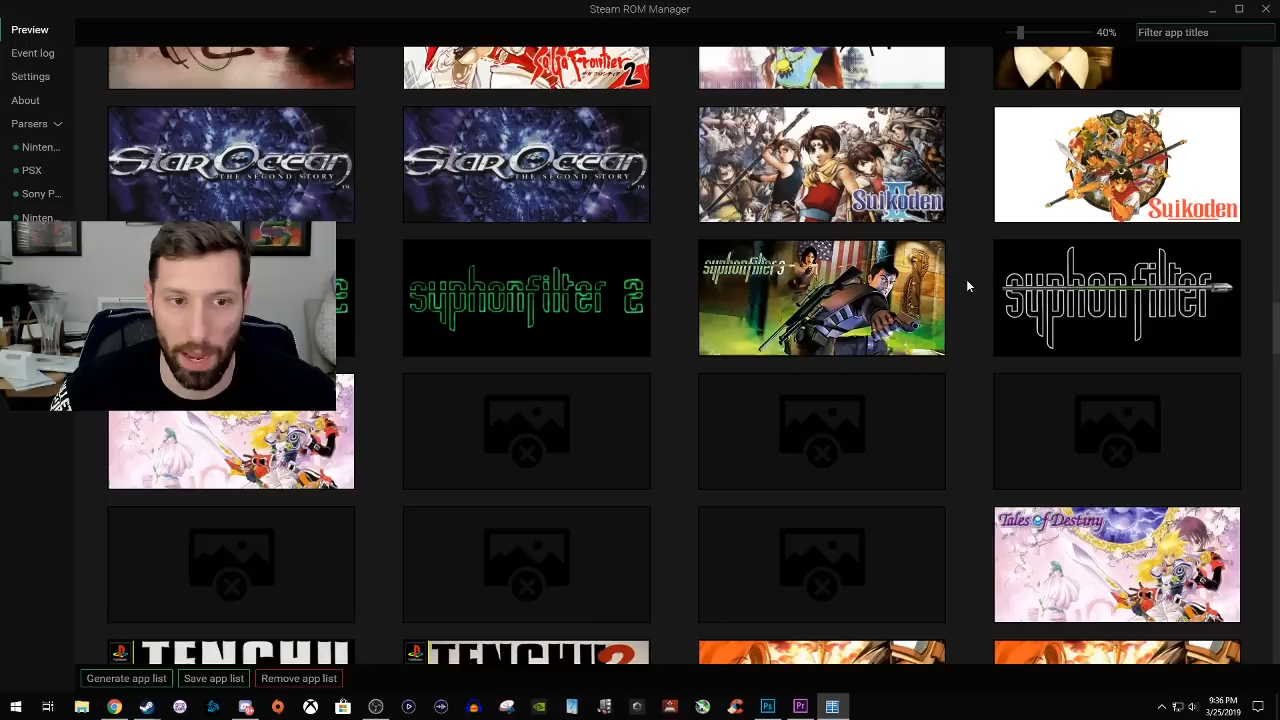 Steam ROM Manager
Preview
Event log
Settings
About
Parsers
Ninten...
PSX
Sony P...
Ninten...
40%
Filter app titles
SaGa Frontier 2
STAR OCEAN
THE SECOND STORY
STAR OCEAN
THE SECOND STORY
Suikoden II
Suikoden
syphon filter 2
syphon filter 3
syphon filter
Tales of Destiny
TENCHU
TENCHU 2
Generate app list
Save app list
Remove app list
9:36 PM
3/25/2019